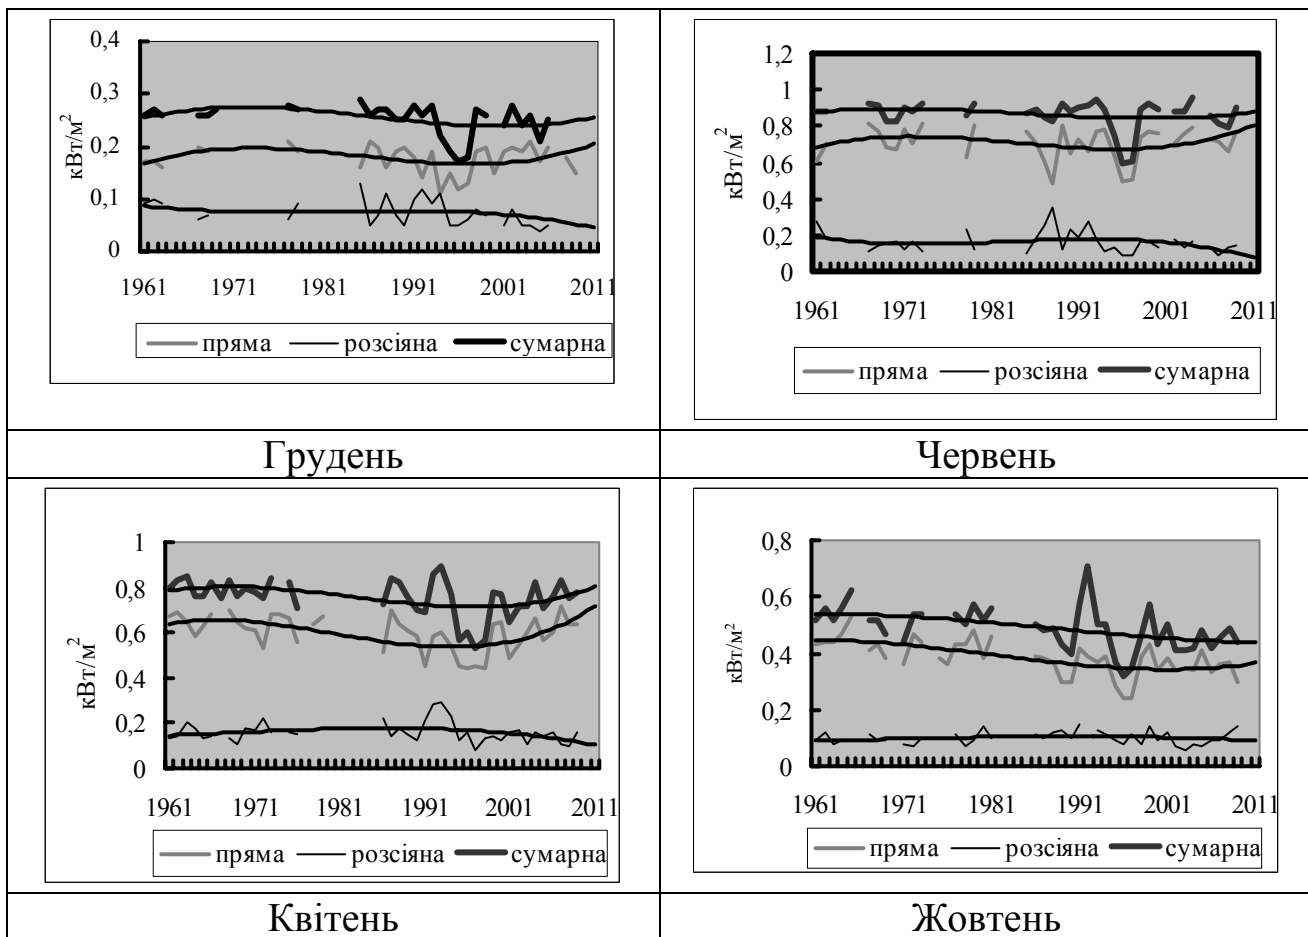 0,4
0,3
0,2
0,1
0
кВт/м²
1961 1971 1981 1991 2001 2011
пряма розсіяна сумарна
1,2
1
0,8
0,6
0,4
0,2
0
кВт/м²
1961 1971 1981 1991 2001 2011
пряма розсіяна сумарна
Грудень
Червень
1
0,8
0,6
0,4
0,2
0
кВт/м²
1961 1971 1981 1991 2001 2011
пряма розсіяна сумарна
0,8
0,6
0,4
0,2
0
кВт/м²
1961 1971 1981 1991 2001 2011
пряма розсіяна сумарна
Квітень
Жовтень